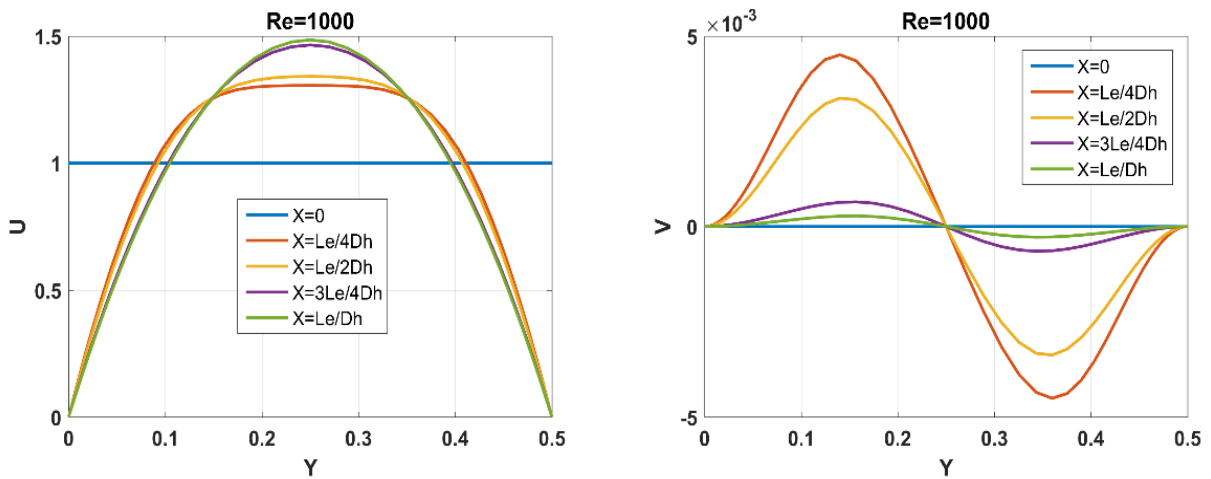 Re=1000
1.5
1
0.5
0
U
X=0
X=Le/4Dh
X=Le/2Dh
X=3Le/4Dh
X=Le/Dh
0 0.1 0.2 0.3 0.4 0.5
Y
×10⁻³
Re=1000
5
0
-5
V
X=0
X=Le/4Dh
X=Le/2Dh
X=3Le/4Dh
X=Le/Dh
0 0.1 0.2 0.3 0.4 0.5
Y